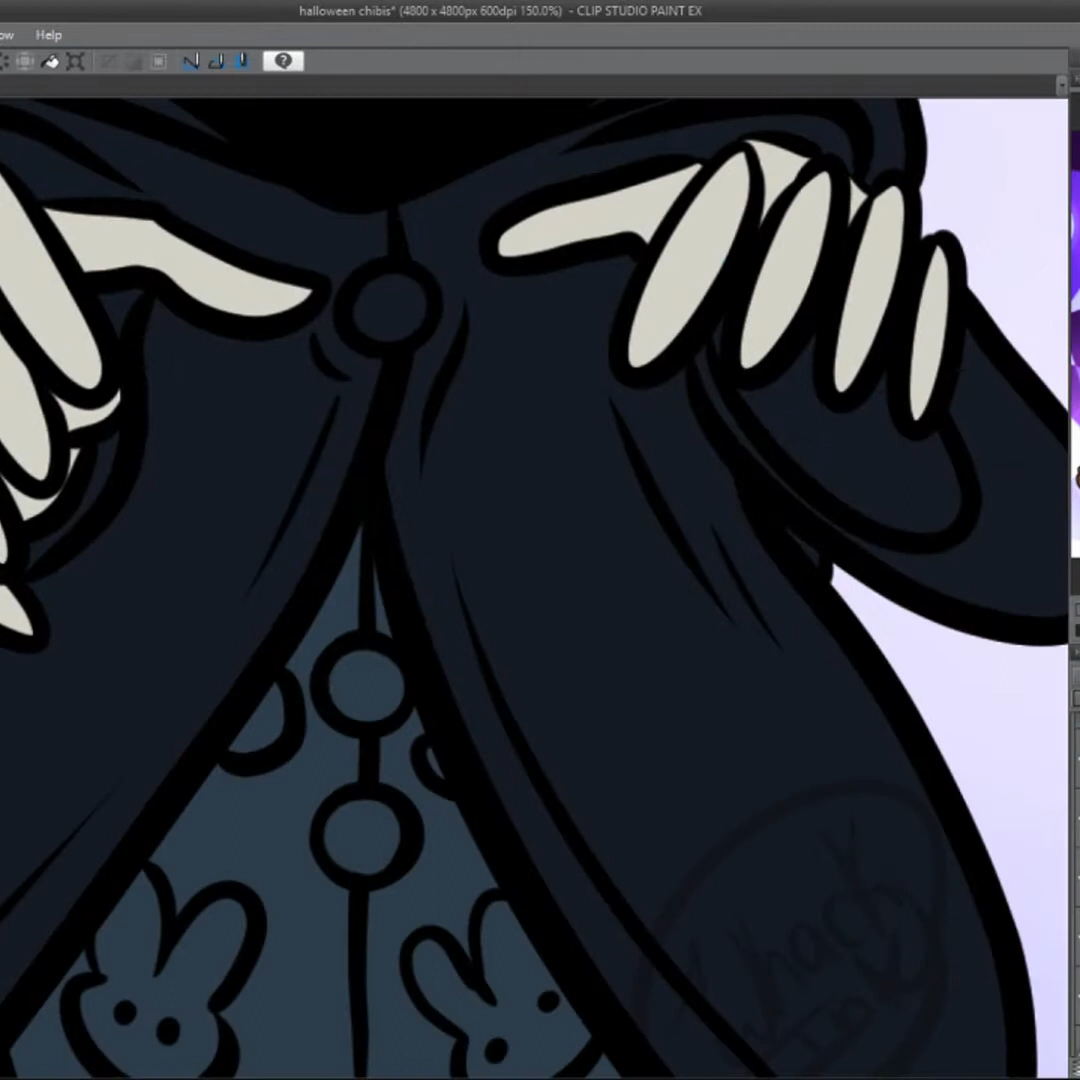 halloween chibis* (4800 x 4800px 600dpi 150.0%) - CLIP STUDIO PAINT EX
ow Help